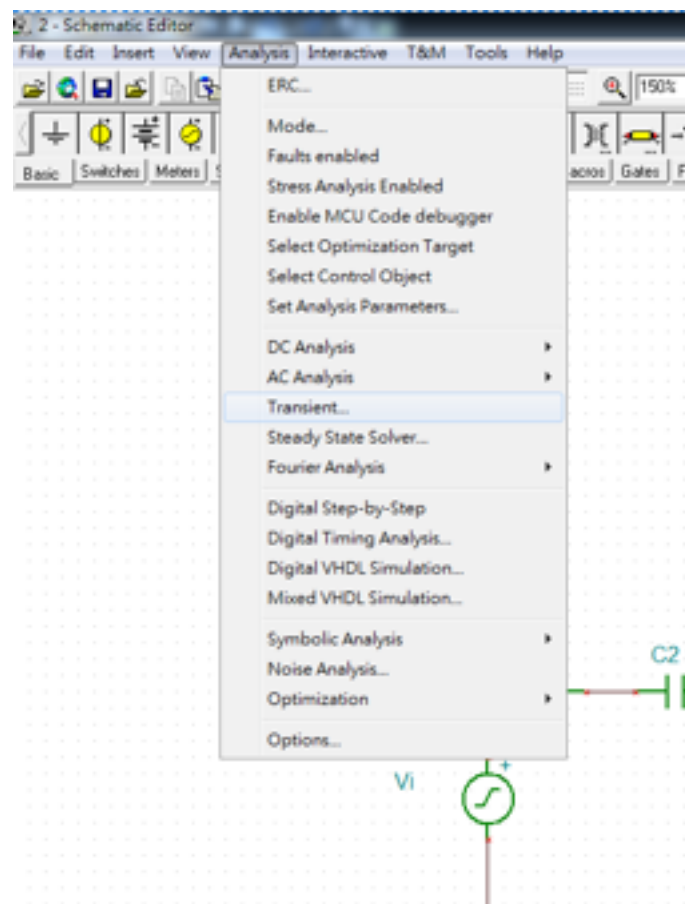 2 - Schematic Editor
File Edit Insert View Analysis Interactive T&M Tools Help
150%
Basic Switches Meters
Gates
ERC...
Mode...
Faults enabled
Stress Analysis Enabled
Enable MCU Code debugger
Select Optimization Target
Select Control Object
Set Analysis Parameters...
DC Analysis
AC Analysis
Transient...
Steady State Solver...
Fourier Analysis
Digital Step-by-Step
Digital Timing Analysis...
Digital VHDL Simulation...
Mixed VHDL Simulation...
Symbolic Analysis
Noise Analysis...
Optimization
Options...
C2
Vi
+